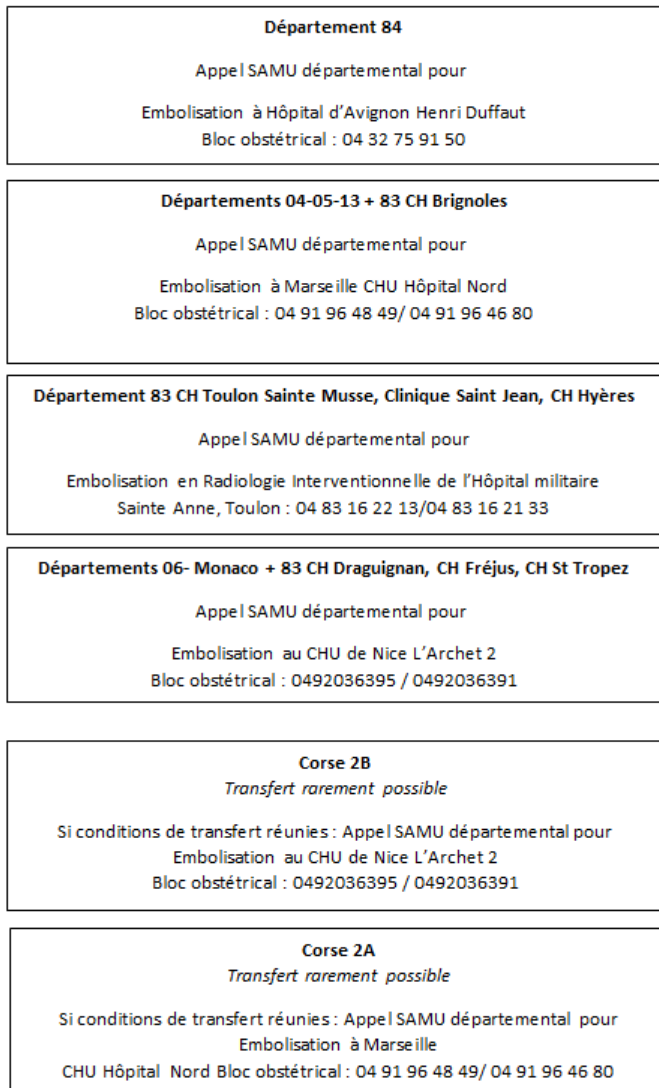 Département 84
Appel SAMU départemental pour
Embolisation à Hôpital d'Avignon Henri Duffaut
Bloc obstétrical : 04 32 75 91 50
Départements 04-05-13 + 83 CH Brignoles
Appel SAMU départemental pour
Embolisation à Marseille CHU Hôpital Nord
Bloc obstétrical : 04 91 96 48 49/ 04 91 96 46 80
Département 83 CH Toulon Sainte Musse, Clinique Saint Jean, CH Hyères
Appel SAMU départemental pour
Embolisation en Radiologie Interventionnelle de l'Hôpital militaire
Sainte Anne, Toulon : 04 83 16 22 13/04 83 16 21 33
Départements 06- Monaco + 83 CH Draguignan, CH Fréjus, CH St Tropez
Appel SAMU départemental pour
Embolisation au CHU de Nice L'Archet 2
Bloc obstétrical : 0492036395 / 0492036391
Corse 2B
Transfert rarement possible
Si conditions de transfert réunies : Appel SAMU départemental pour
Embolisation au CHU de Nice L'Archet 2
Bloc obstétrical : 0492036395 / 0492036391
Corse 2A
Transfert rarement possible
Si conditions de transfert réunies : Appel SAMU départemental pour
Embolisation à Marseille
CHU Hôpital Nord Bloc obstétrical : 04 91 96 48 49/ 04 91 96 46 80